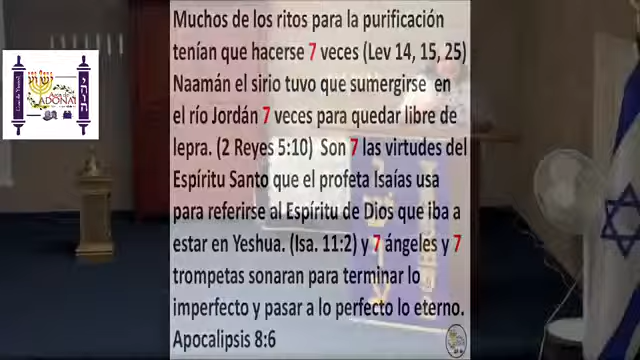 Muchos de los ritos para la purificación
tenían que hacerse 7 veces (Lev 14, 15, 25)
Naamán el sirio tuvo que sumergirse en
el río Jordán 7 veces para quedar libre de
lepra. (2 Reyes 5:10) Son 7 las virtudes del
Espíritu Santo que el profeta Isaías usa
para referirse al Espíritu de Dios que iba a
estar en Yeshua. (Isa. 11:2) y 7 ángeles y 7
trompetas sonaran para terminar lo
imperfecto y pasar a lo perfecto lo eterno.
Apocalipsis 8:6
ADONAI